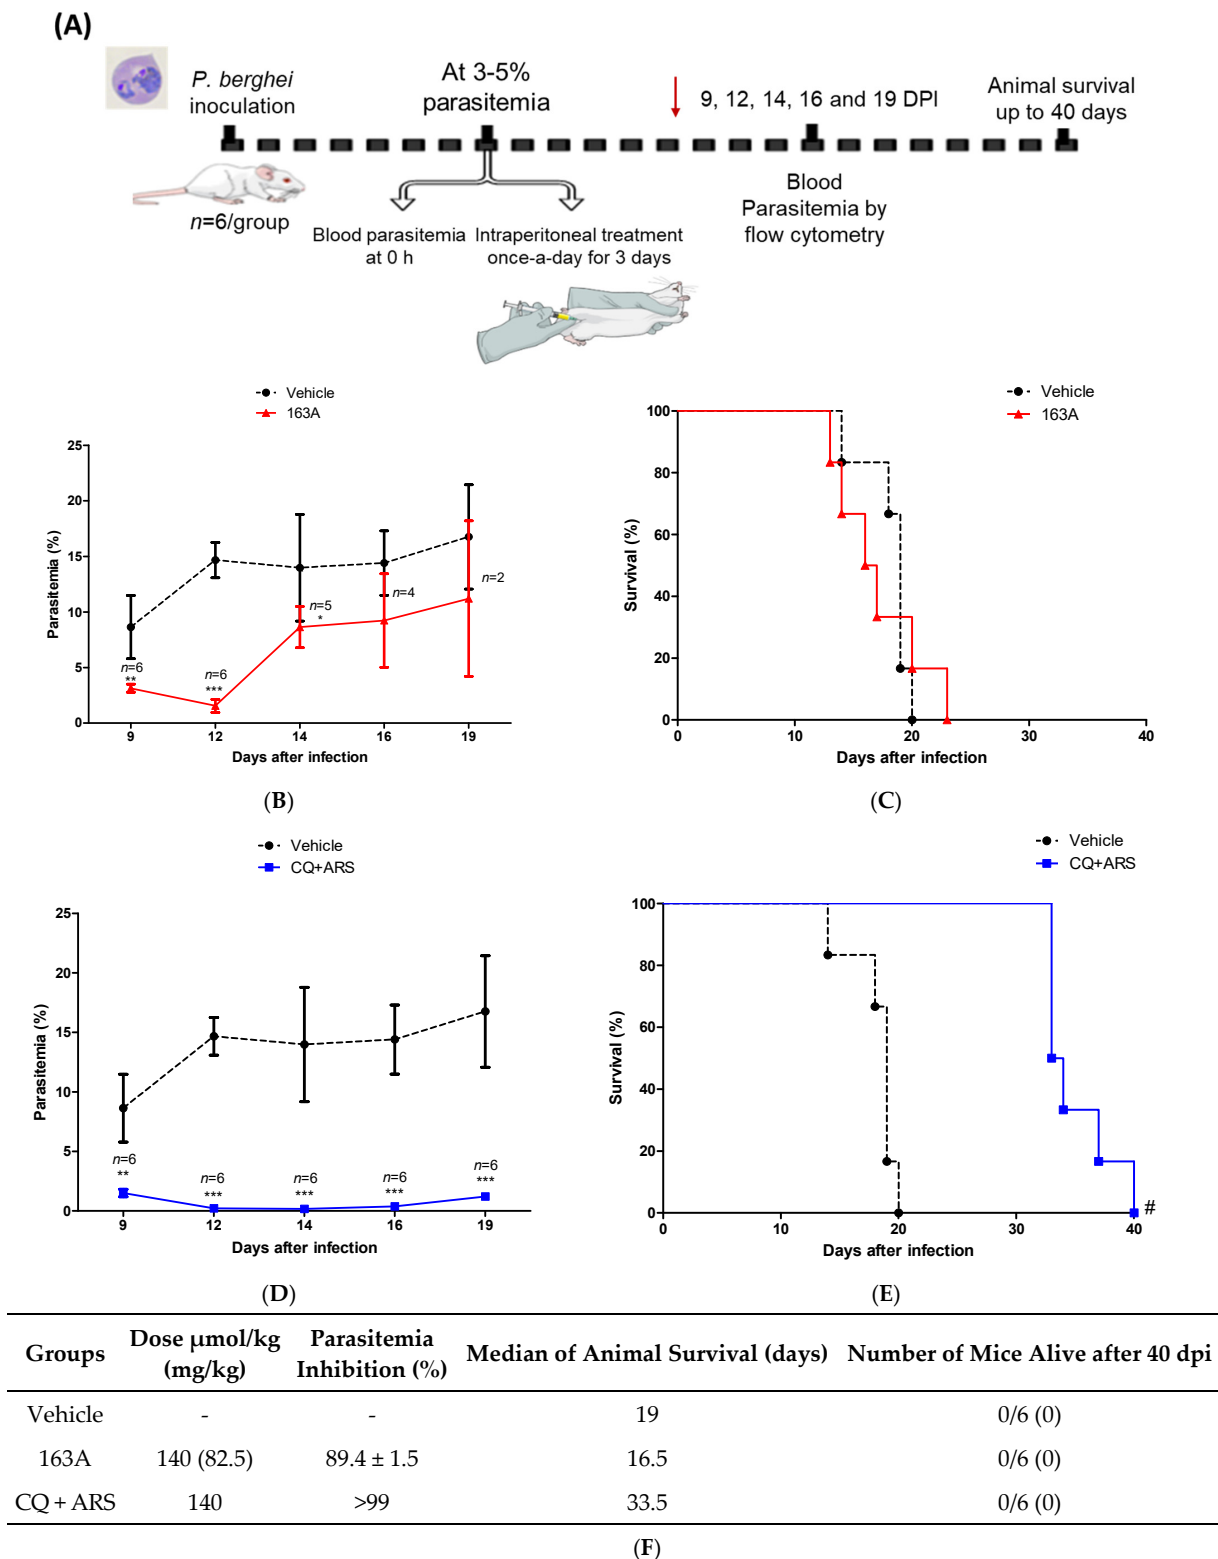 (A)
P. berghei
inoculation
At 3-5%
parasitemia
9, 12, 14, 16 and 19 DPI
Animal survival
up to 40 days
n=6/group
Blood parasitemia
at 0 h
Intraperitoneal treatment
once-a-day for 3 days
Blood
Parasitemia by
flow cytometry
Vehicle
163A
Parasitemia (%)
25
20
15
10
5
0
n=6
**
n=6
***
n=5
*
n=4
n=2
9 12 14 16 19
Days after infection
(B)
Vehicle
163A
Survival (%)
100
80
60
40
20
0
0 10 20 30 40
Days after infection
(C)
Vehicle
CQ+ARS
Parasitemia (%)
25
20
15
10
5
0
n=6
**
n=6
***
n=6
***
n=6
***
n=6
***
9 12 14 16 19
Days after infection
(D)
Vehicle
CQ+ARS
Survival (%)
100
80
60
40
20
0
#
0 10 20 30 40
Days after infection
(E)
Groups Dose μmol/kg (mg/kg) Parasitemia Inhibition (%) Median of Animal Survival (days) Number of Mice Alive after 40 dpi
Vehicle - - 19 0/6 (0)
163A 140 (82.5) 89.4 ± 1.5 16.5 0/6 (0)
CQ + ARS 140 >99 33.5 0/6 (0)
(F)